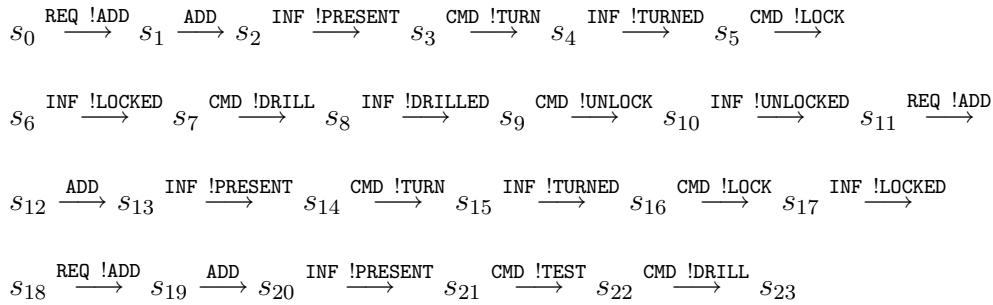 s0 REQ !ADD ⟶ s1 ADD ⟶ s2 INF !PRESENT ⟶ s3 CMD !TURN ⟶ s4 INF !TURNED ⟶ s5 CMD !LOCK ⟶
s6 INF !LOCKED ⟶ s7 CMD !DRILL ⟶ s8 INF !DRILLED ⟶ s9 CMD !UNLOCK ⟶ s10 INF !UNLOCKED ⟶ s11 REQ !ADD ⟶
s12 ADD ⟶ s13 INF !PRESENT ⟶ s14 CMD !TURN ⟶ s15 INF !TURNED ⟶ s16 CMD !LOCK ⟶ s17 INF !LOCKED ⟶
s18 REQ !ADD ⟶ s19 ADD ⟶ s20 INF !PRESENT ⟶ s21 CMD !TEST ⟶ s22 CMD !DRILL ⟶ s23